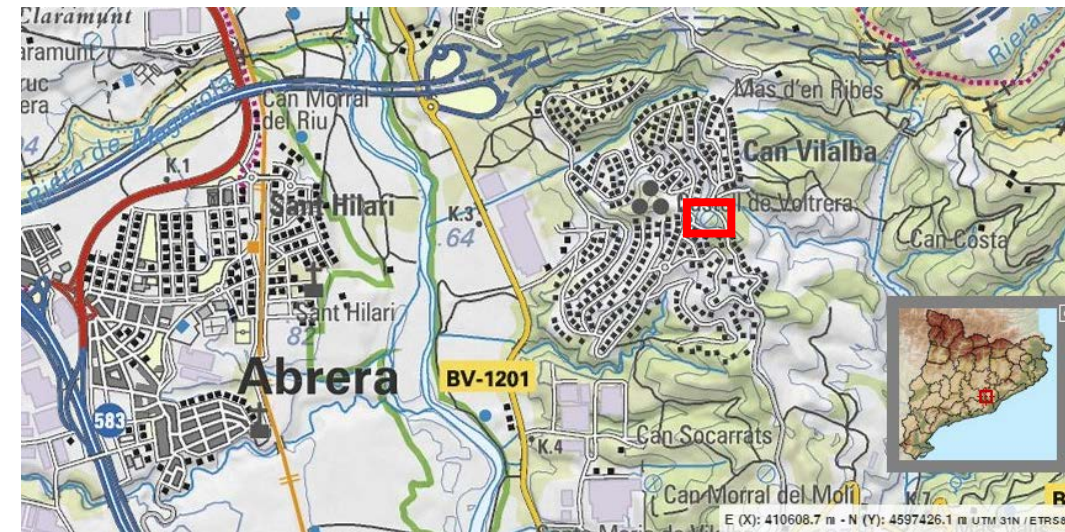 Claramunt
aramunt
uc
era
4
Riera de Magarola
Can Morral
del Riu
Riera
Mas d'en Ribes
K.1
Can Vilalba
Sant Hilari
K.3
64
l de Voltrera
Can Costa
Sant Hilari
82
Abrera
BV-1201
583
K.4
Can Socarrats
Can Morral del Molí
K.7
B
E (X): 410608.7 m - N (Y): 4597426.1 m UTM 31N / ETRS8